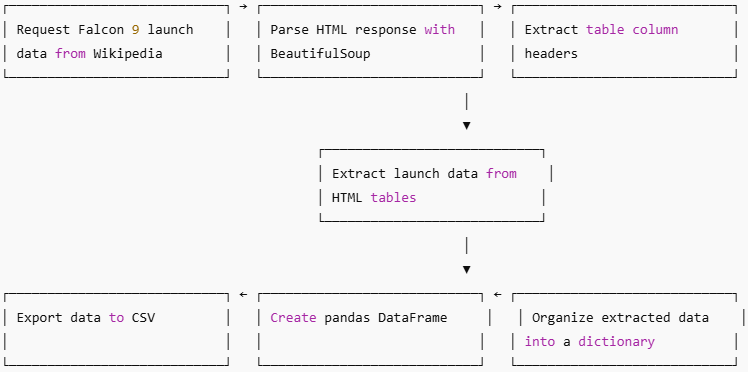 Request Falcon 9 launch
data from Wikipedia
Parse HTML response with
BeautifulSoup
Extract table column
headers
Extract launch data from
HTML tables
Export data to CSV
Create pandas DataFrame
Organize extracted data
into a dictionary